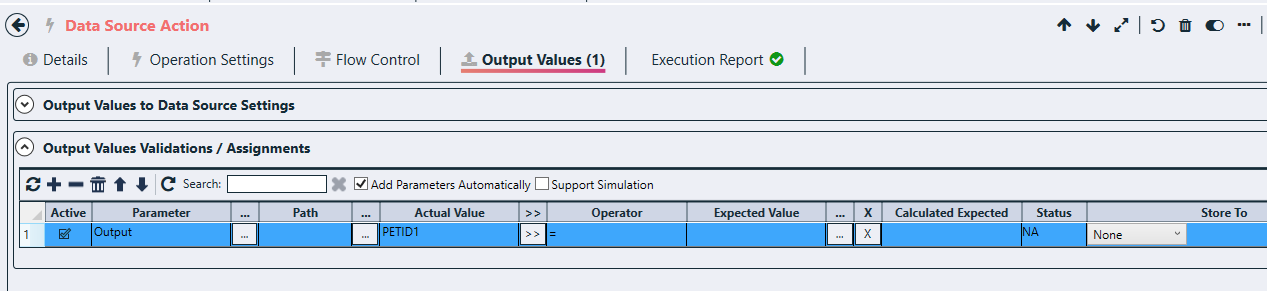 Data Source Action
Details Operation Settings Flow Control Output Values (1) Execution Report
Output Values to Data Source Settings
Output Values Validations / Assignments
Search: Add Parameters Automatically Support Simulation
Active Parameter ... Path ... Actual Value >> Operator Expected Value ... X Calculated Expected Status Store To
1 Output ... ... PETID1 >> = ... X NA None